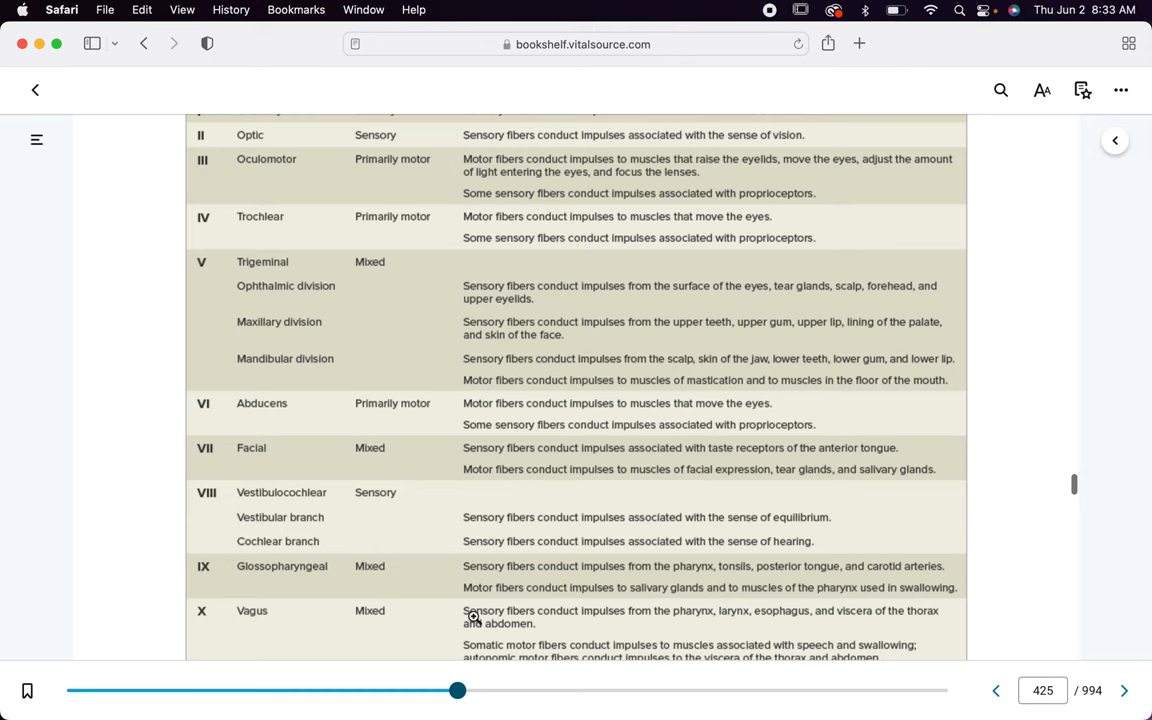 Safari File Edit View History Bookmarks Window Help Thu Jun 2 8:33 AM
bookshelf.vitalsource.com
AA
II Optic Sensory Sensory fibers conduct impulses associated with the sense of vision.
III Oculomotor Primarily motor Motor fibers conduct impulses to muscles that raise the eyelids, move the eyes, adjust the amount
of light entering the eyes, and focus the lenses.
Some sensory fibers conduct impulses associated with proprioceptors.
IV Trochlear Primarily motor Motor fibers conduct impulses to muscles that move the eyes.
Some sensory fibers conduct impulses associated with proprioceptors.
V Trigeminal Mixed
Ophthalmic division Sensory fibers conduct impulses from the surface of the eyes, tear glands, scalp, forehead, and
upper eyelids.
Maxillary division Sensory fibers conduct impulses from the upper teeth, upper gum, upper lip, lining of the palate,
and skin of the face.
Mandibular division Sensory fibers conduct impulses from the scalp, skin of the jaw, lower teeth, lower gum, and lower lip.
Motor fibers conduct impulses to muscles of mastication and to muscles in the floor of the mouth.
VI Abducens Primarily motor Motor fibers conduct impulses to muscles that move the eyes.
Some sensory fibers conduct impulses associated with proprioceptors.
VII Facial Mixed Sensory fibers conduct impulses associated with taste receptors of the anterior tongue.
Motor fibers conduct impulses to muscles of facial expression, tear glands, and salivary glands.
VIII Vestibulocochlear Sensory
Vestibular branch Sensory fibers conduct impulses associated with the sense of equilibrium.
Cochlear branch Sensory fibers conduct impulses associated with the sense of hearing.
IX Glossopharyngeal Mixed Sensory fibers conduct impulses from the pharynx, tonsils, posterior tongue, and carotid arteries.
Motor fibers conduct impulses to salivary glands and to muscles of the pharynx used in swallowing.
X Vagus Mixed Sensory fibers conduct impulses from the pharynx, larynx, esophagus, and viscera of the thorax
and abdomen.
Somatic motor fibers conduct impulses to muscles associated with speech and swallowing;
autonomic motor fibers conduct impulses to the viscera of the thorax and abdomen
425 / 994